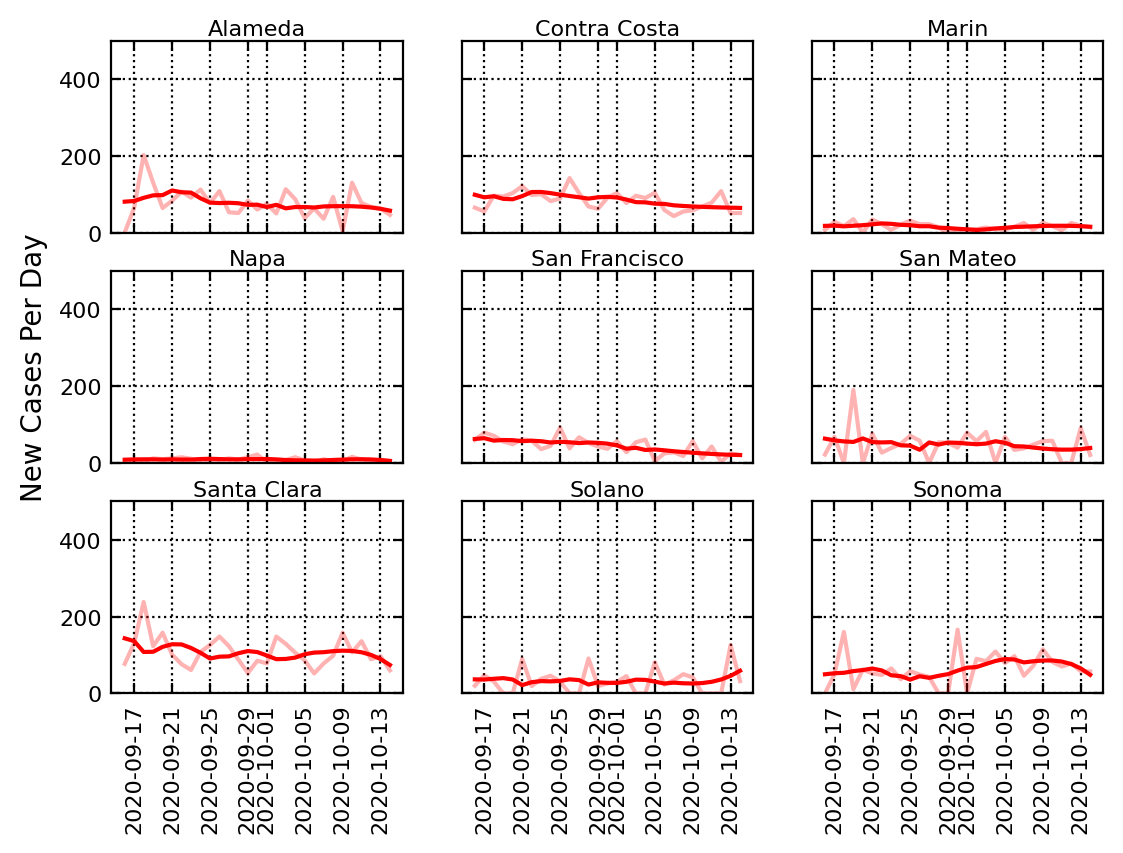 Alameda Contra Costa Marin
400
200
0
Napa San Francisco San Mateo
400
200
0
New Cases Per Day
Santa Clara Solano Sonoma
400
200
0
2020-09-17 2020-09-21 2020-09-25 2020-09-29 2020-10-01 2020-10-05 2020-10-09 2020-10-13
2020-09-17 2020-09-21 2020-09-25 2020-09-29 2020-10-01 2020-10-05 2020-10-09 2020-10-13
2020-09-17 2020-09-21 2020-09-25 2020-09-29 2020-10-01 2020-10-05 2020-10-09 2020-10-13